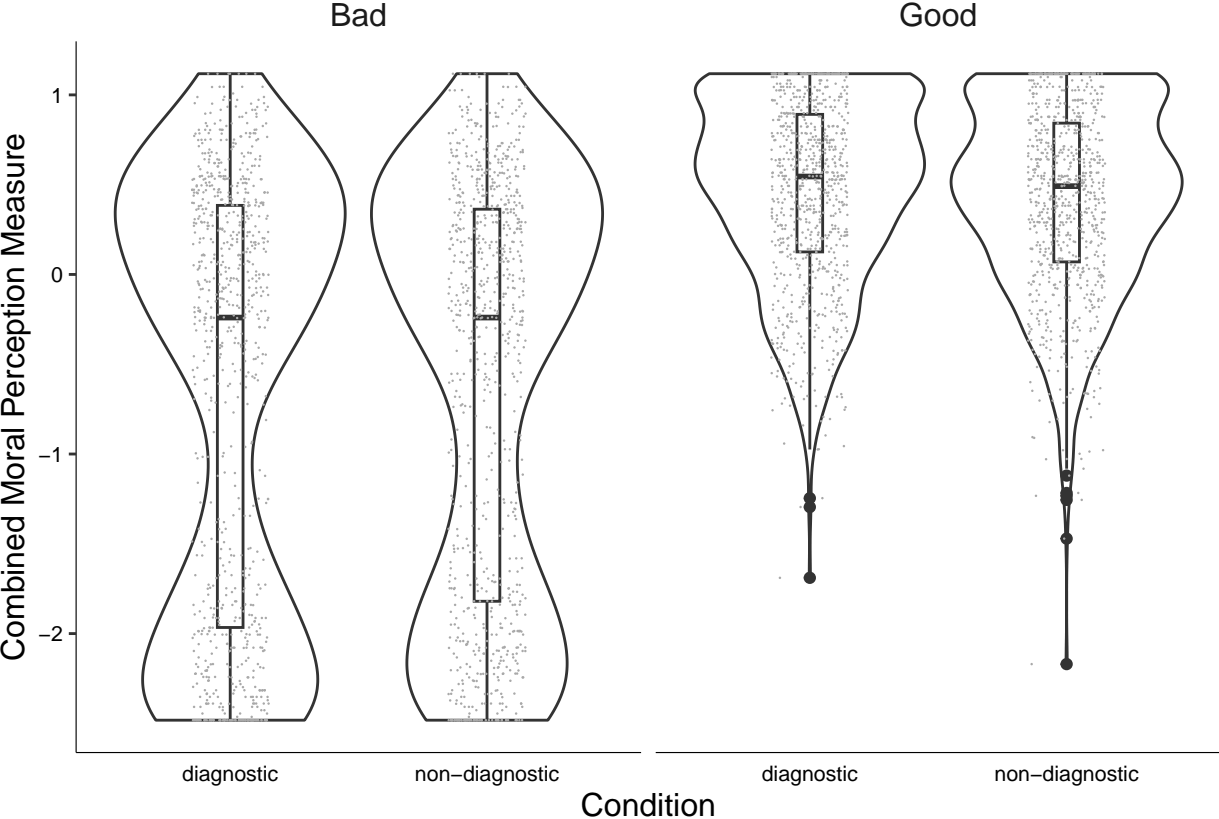 Bad
Good
Combined Moral Perception Measure
1
0
−1
−2
diagnostic
non−diagnostic
diagnostic
non−diagnostic
Condition